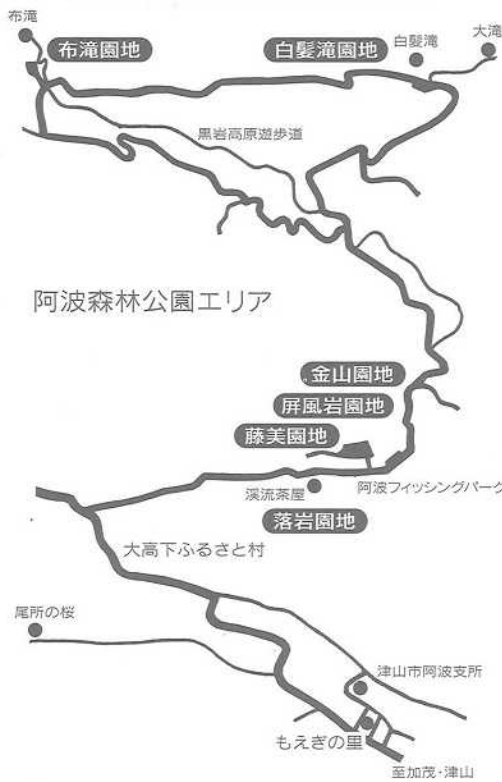 布滝
布滝園地
白髪滝園地
白髪滝
大滝
黒岩高原遊歩道
阿波森林公園エリア
金山園地
屏風岩園地
藤美園地
溪流茶屋
阿波フィッシングパーク
落岩園地
大高下ふるさと村
尾所の桜
津山市阿波支所
もえぎの里
至加茂・津山